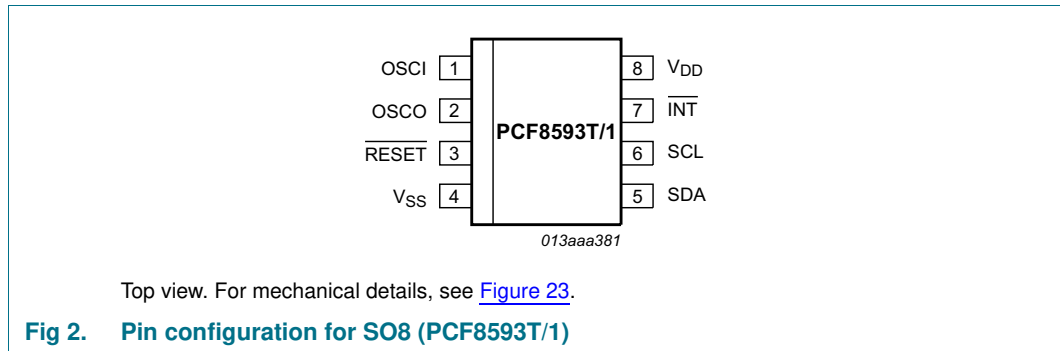 OSCI 1 8 VDD
OSCO 2 7 INT
PCF8593T/1
RESET 3 6 SCL
VSS 4 5 SDA
013aaa381
Top view. For mechanical details, see Figure 23.
Fig 2. Pin configuration for SO8 (PCF8593T/1)